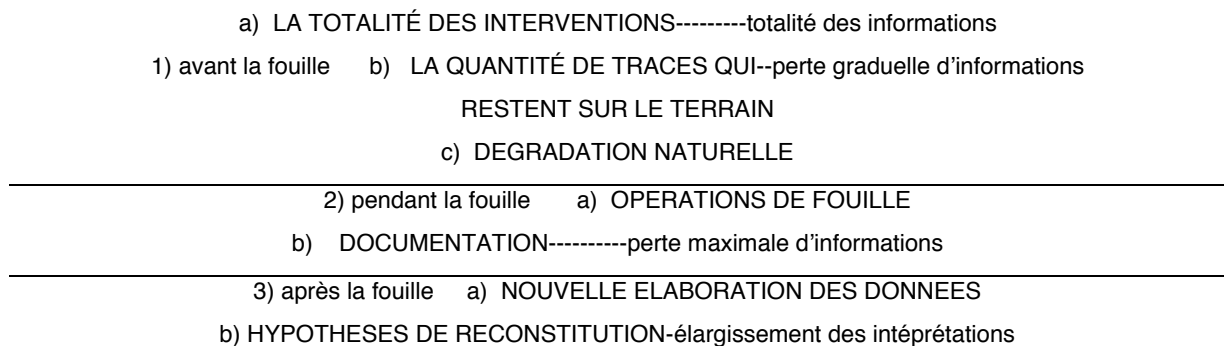 a) LA TOTALITÉ DES INTERVENTIONS---------totalité des informations
1) avant la fouille b) LA QUANTITÉ DE TRACES QUI--perte graduelle d'informations
RESTENT SUR LE TERRAIN
c) DEGRADATION NATURELLE
2) pendant la fouille a) OPERATIONS DE FOUILLE
b) DOCUMENTATION----------perte maximale d'informations
3) après la fouille a) NOUVELLE ELABORATION DES DONNEES
b) HYPOTHESES DE RECONSTITUTION-élargissement des intéprétations